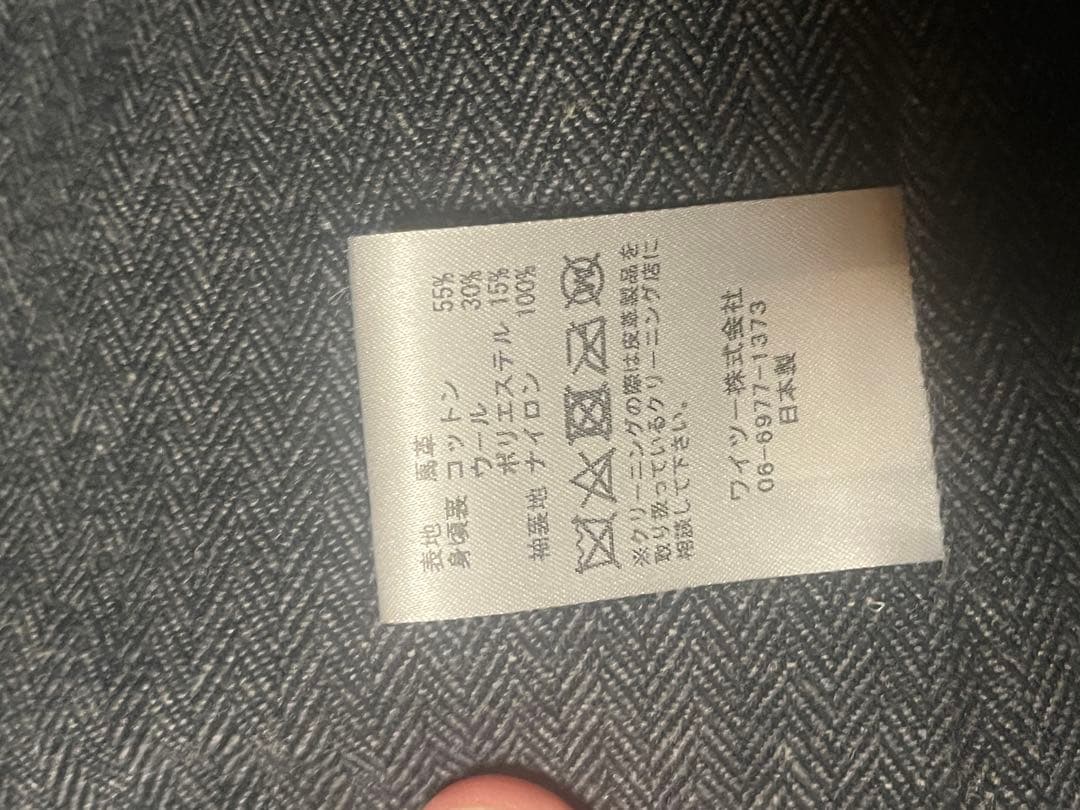 表地 馬革
身頃裏 コットン 55%
ウール 30%
ポリエステル 15%
袖裏地 ナイロン 100%
※クリーニングの際は皮革製品を
取り扱っているクリーニング店に
相談して下さい。
ワイツー株式会社
06-6977-1373
日本製